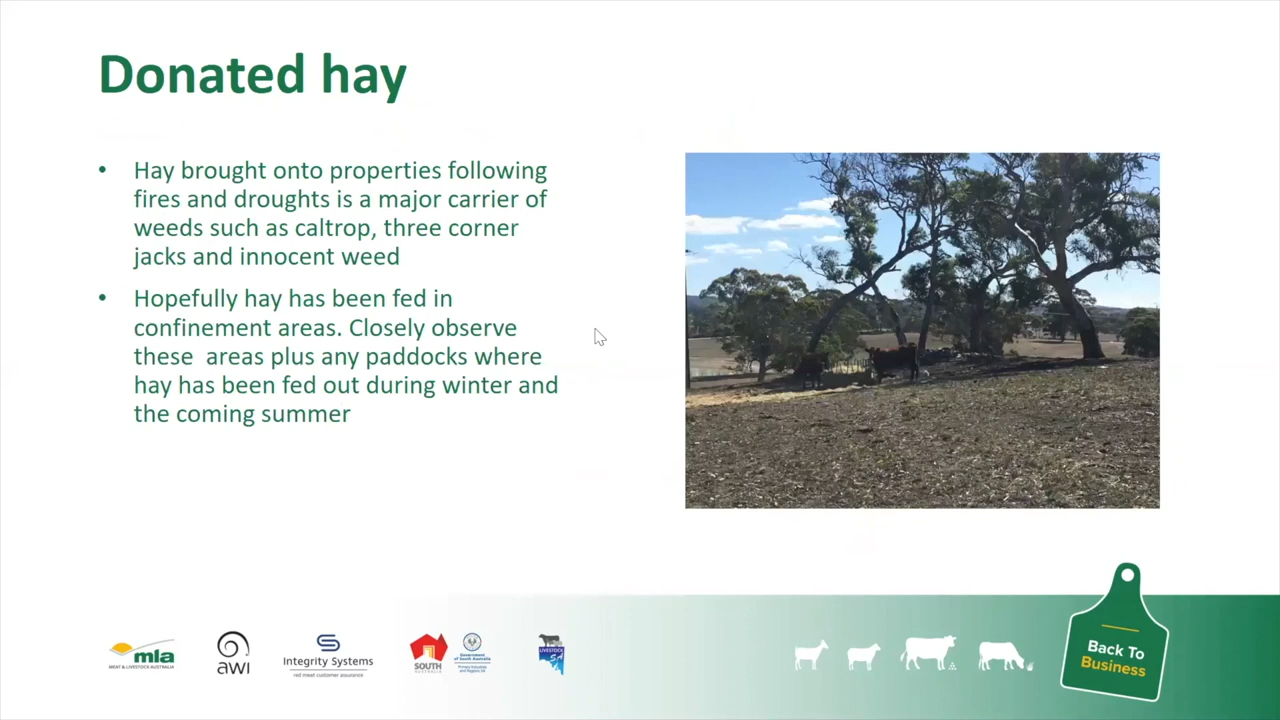 Donated hay
• Hay brought onto properties following
fires and droughts is a major carrier of
weeds such as caltrop, three corner
jacks and innocent weed
• Hopefully hay has been fed in
confinement areas. Closely observe
these  areas plus any paddocks where
hay has been fed out during winter and
the coming summer
mla
MEAT & LIVESTOCK AUSTRALIA
awi
Integrity Systems
red meat customer assurance
SOUTH
AUSTRALIA
Government
of South Australia
Primary Industries
and Regions SA
LIVESTOCK
SA
Back To
Business